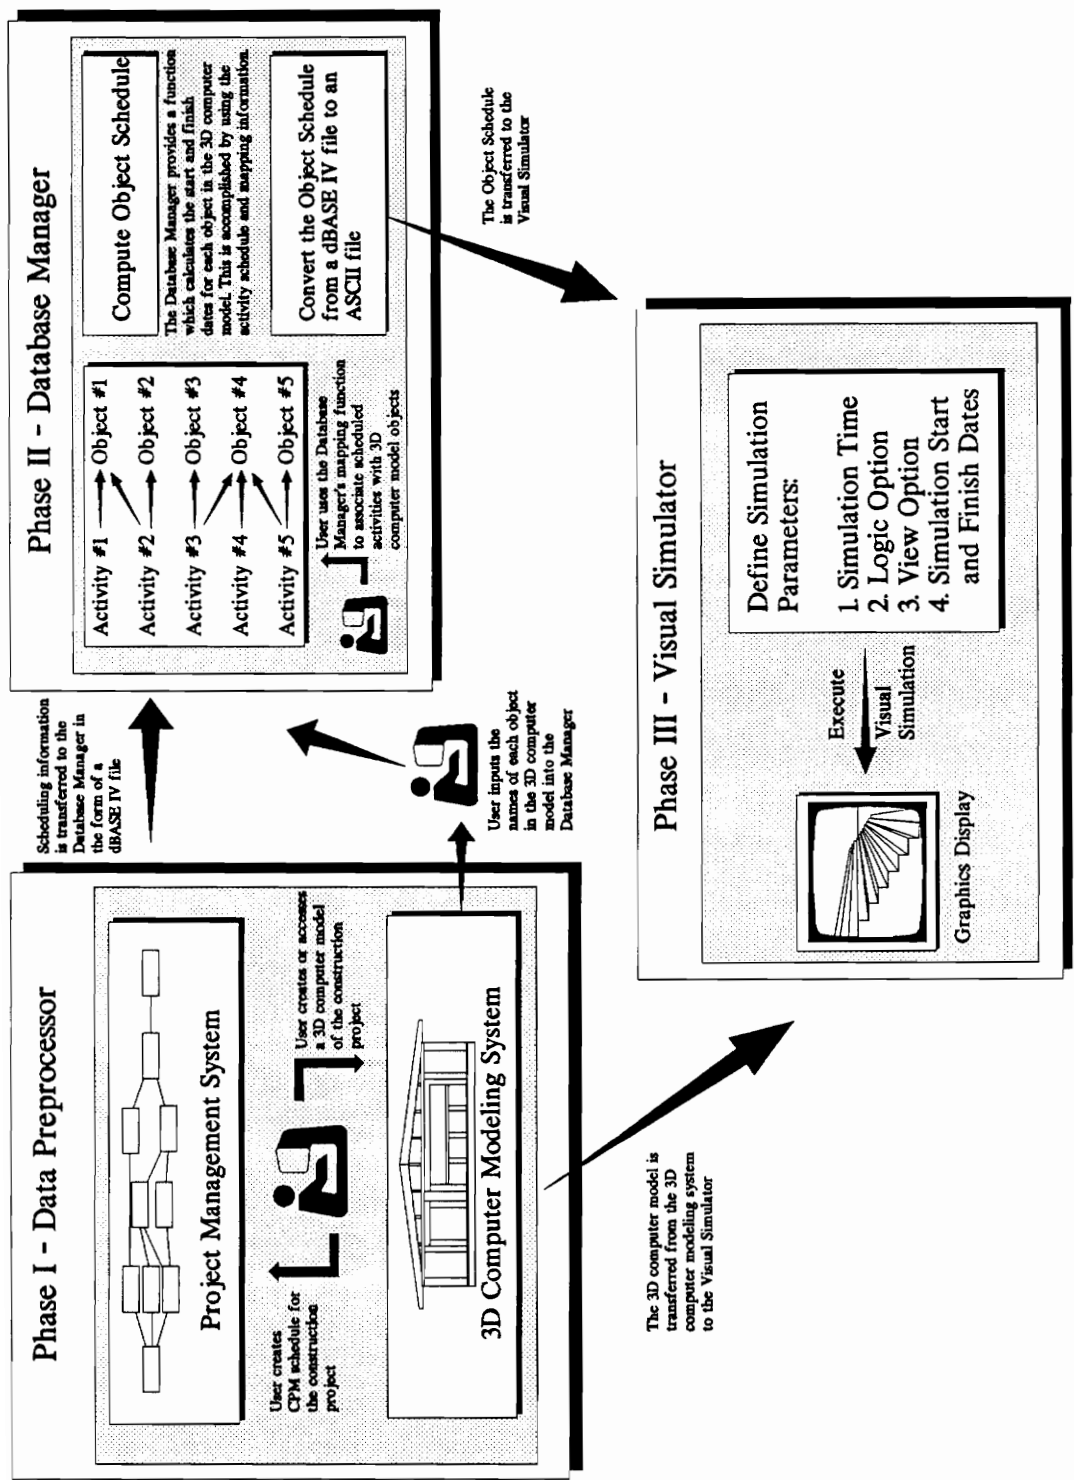 Phase I - Data Preprocessor
Project Management System
User creates
CPM schedule for
the construction
project
User creates or accesses
a 3D computer model
of the construction
project
3D Computer Modeling System
Scheduling information
is transferred to the
Database Manager in
the form of a
dBASE IV file
User inputs the
names of each object
in the 3D computer
model into the
Database Manager
Phase II - Database Manager
Activity #1 Object #1
Activity #2 Object #2
Activity #3 Object #3
Activity #4 Object #4
Activity #5 Object #5
User uses the Database
Manager's mapping function
to associate scheduled
activities with 3D
computer model objects
Compute Object Schedule
The Database Manager provides a function
which calculates the start and finish
dates for each object in the 3D computer
model. This is accomplished by using the
activity schedule and mapping information.
Convert the Object Schedule
from a dBASE IV file to an
ASCII file
The Object Schedule
is transferred to the
Visual Simulator
The 3D computer model is
transferred from the 3D
computer modeling system
to the Visual Simulator
Phase III - Visual Simulator
Graphics Display
Execute
Visual
Simulation
Define Simulation
Parameters:
1. Simulation Time
2. Logic Option
3. View Option
4. Simulation Start
and Finish Dates